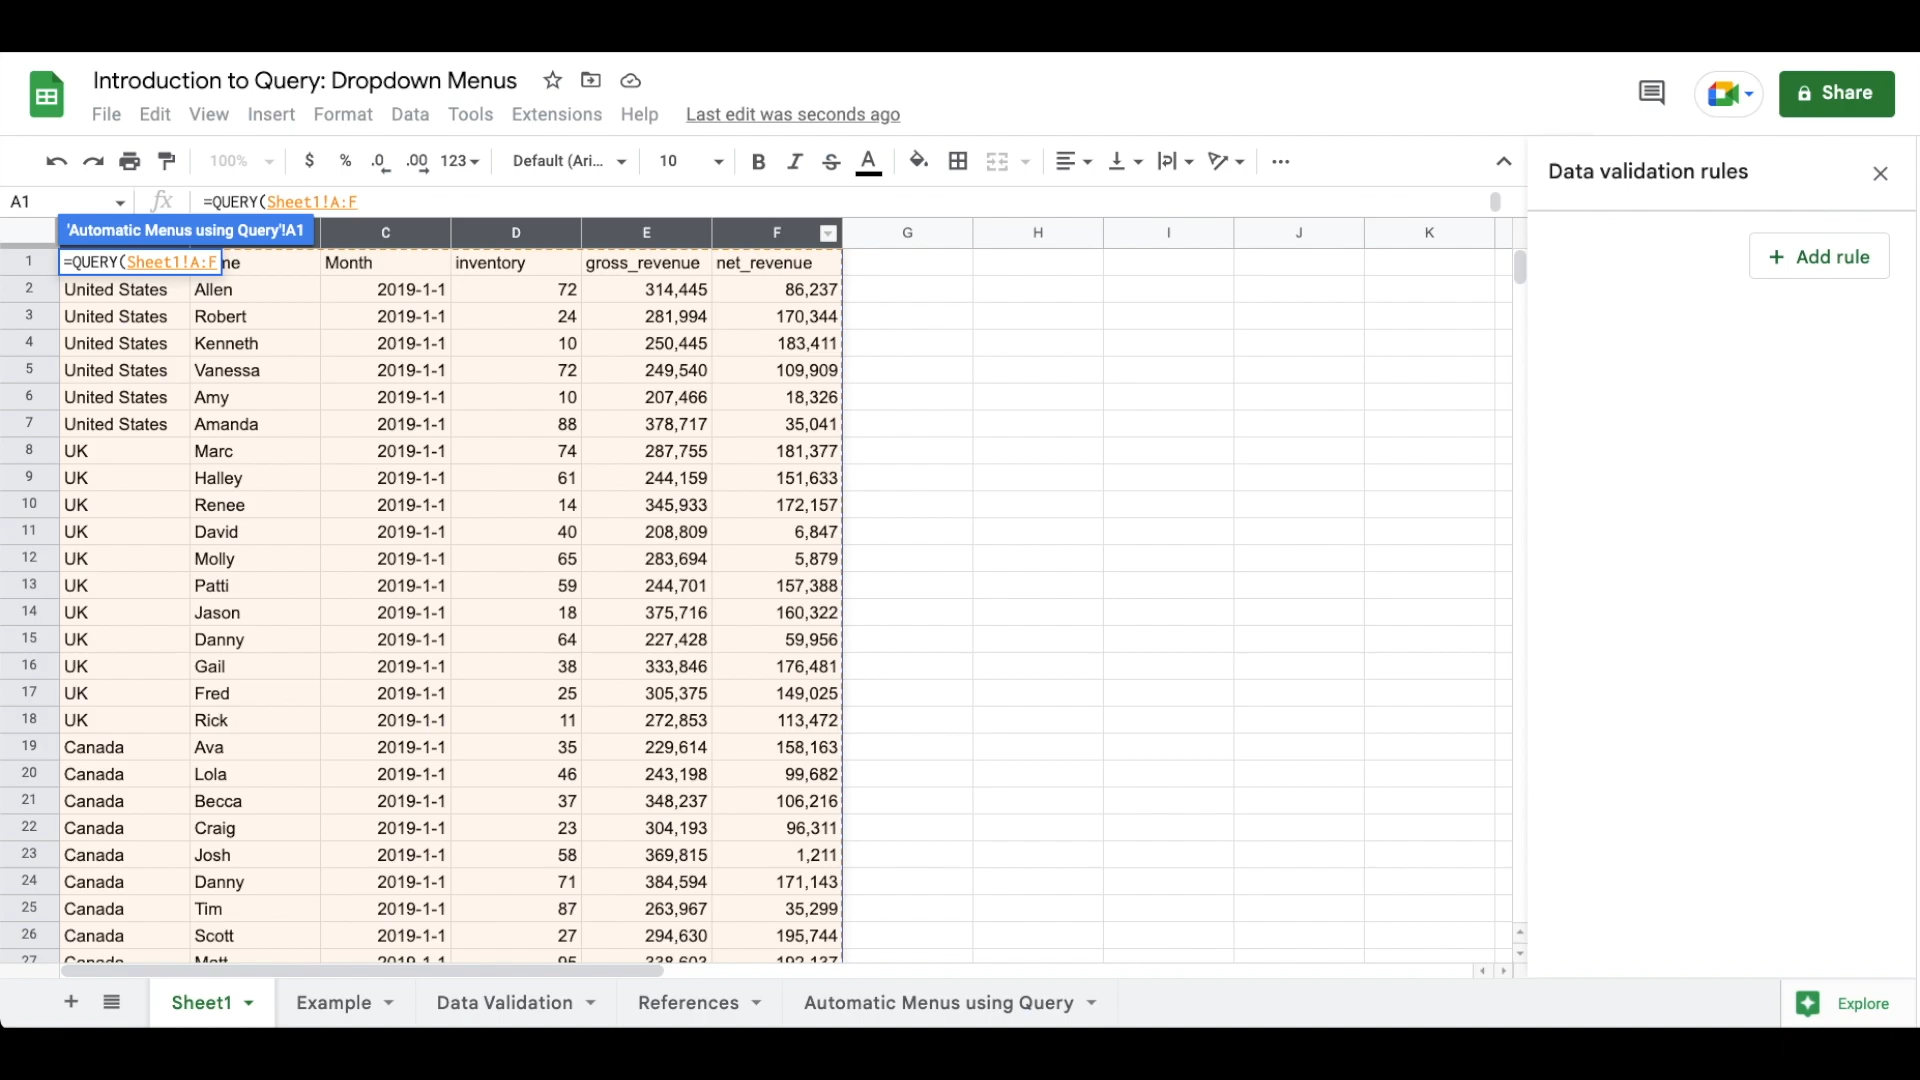 Introduction to Query: Dropdown Menus
File Edit View Insert Format Data Tools Extensions Help Last edit was seconds ago
Share
100% $ % .0 .00 123 Default (Ari... 10 B I S A
Data validation rules
A1 fx =QUERY(Sheet1!A:F
'Automatic Menus using Query'!A1
C D E F G H I J K
Add rule
1 =QUERY(Sheet1!A:F me Month inventory gross_revenue net_revenue
2 United States Allen 2019-1-1 72 314,445 86,237
3 United States Robert 2019-1-1 24 281,994 170,344
4 United States Kenneth 2019-1-1 10 250,445 183,411
5 United States Vanessa 2019-1-1 72 249,540 109,909
6 United States Amy 2019-1-1 10 207,466 18,326
7 United States Amanda 2019-1-1 88 378,717 35,041
8 UK Marc 2019-1-1 74 287,755 181,377
9 UK Halley 2019-1-1 61 244,159 151,633
10 UK Renee 2019-1-1 14 345,933 172,157
11 UK David 2019-1-1 40 208,809 6,847
12 UK Molly 2019-1-1 65 283,694 5,879
13 UK Patti 2019-1-1 59 244,701 157,388
14 UK Jason 2019-1-1 18 375,716 160,322
15 UK Danny 2019-1-1 64 227,428 59,956
16 UK Gail 2019-1-1 38 333,846 176,481
17 UK Fred 2019-1-1 25 305,375 149,025
18 UK Rick 2019-1-1 11 272,853 113,472
19 Canada Ava 2019-1-1 35 229,614 158,163
20 Canada Lola 2019-1-1 46 243,198 99,682
21 Canada Becca 2019-1-1 37 348,237 106,216
22 Canada Craig 2019-1-1 23 304,193 96,311
23 Canada Josh 2019-1-1 58 369,815 1,211
24 Canada Danny 2019-1-1 71 384,594 171,143
25 Canada Tim 2019-1-1 87 263,967 35,299
26 Canada Scott 2019-1-1 27 294,630 195,744
27 Canada Matt 2019-1-1
Sheet1 Example Data Validation References Automatic Menus using Query Explore